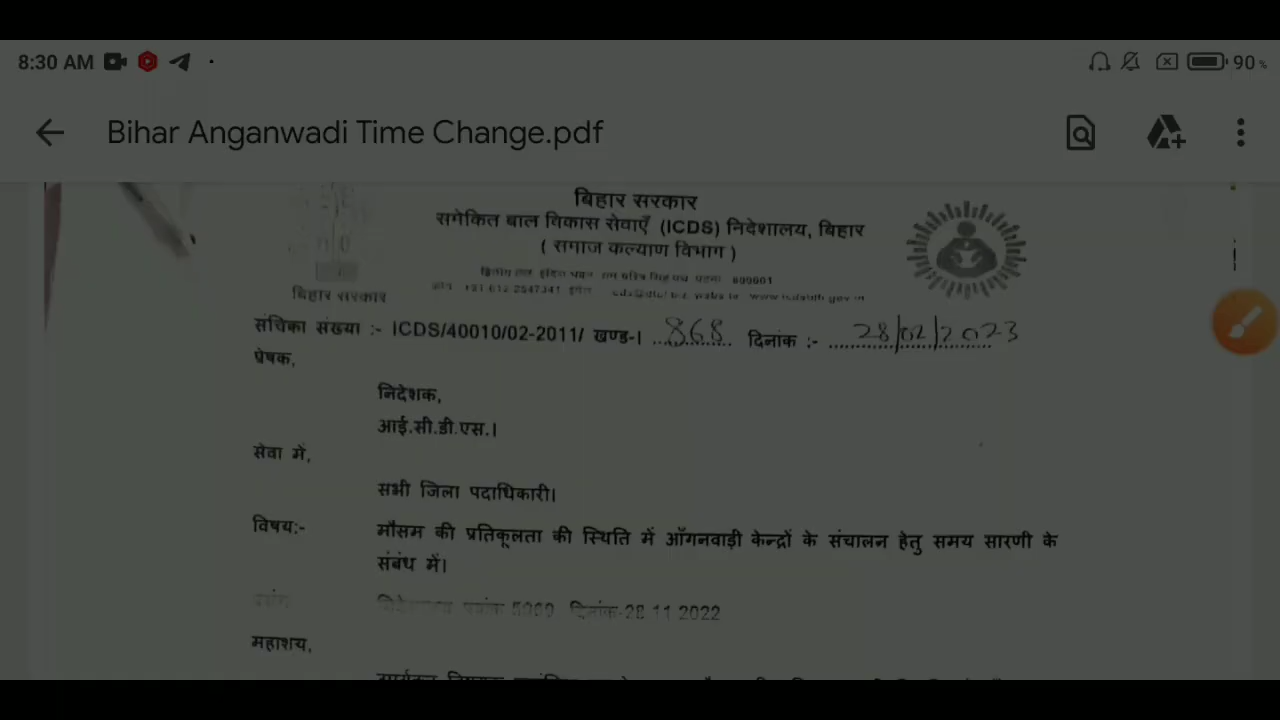 8:30 AM
90%
Bihar Anganwadi Time Change.pdf
बिहार सरकार
समेकित बाल विकास सेवाएँ (ICDS) निदेशालय, बिहार
( समाज कल्याण विभाग )
बिहार सरकार
संचिका संख्या :- ICDS/40010/02-2011/ खण्ड-I 868 दिनांक :- 28/02/2023
प्रेषक,
निदेशक,
आई.सी.डी.एस.।
सेवा में,
सभी जिला पदाधिकारी।
विषय:- मौसम की प्रतिकूलता की स्थिति में आँगनवाड़ी केन्द्रों के संचालन हेतु समय सारणी के
संबंध में।
दिनांक-28 11 2022
महाशय,